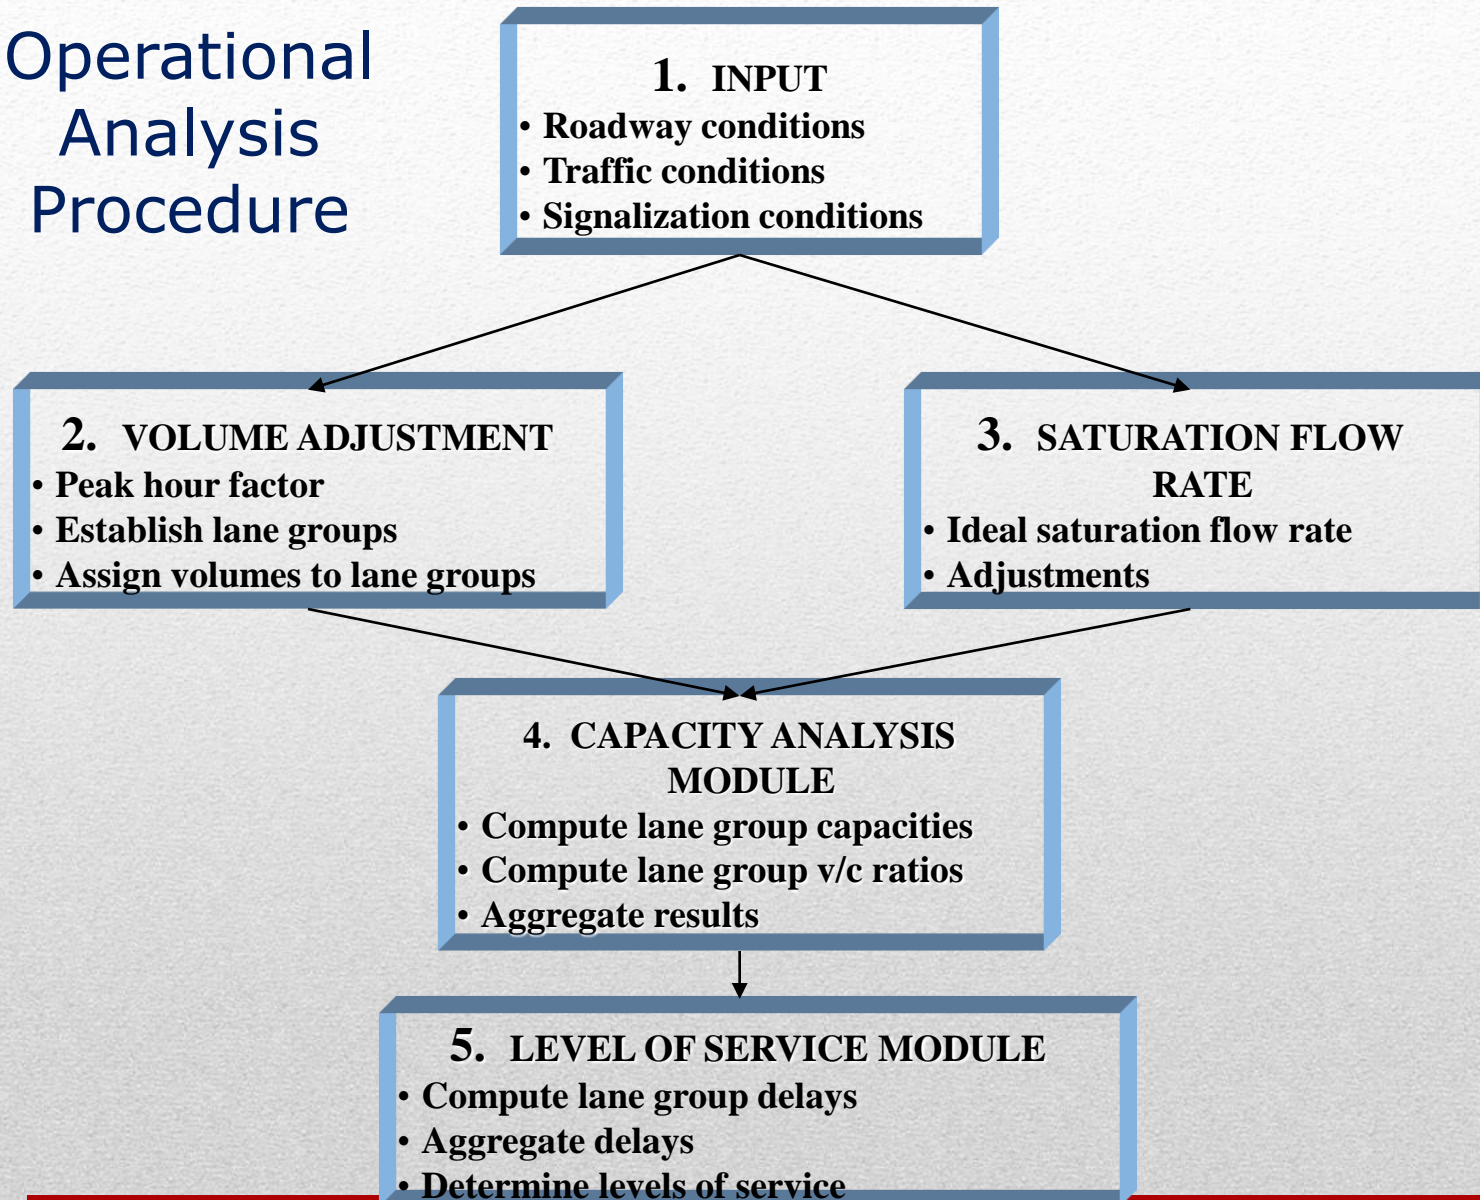 Operational
Analysis
Procedure
1. INPUT
• Roadway conditions
• Traffic conditions
• Signalization conditions
2. VOLUME ADJUSTMENT
• Peak hour factor
• Establish lane groups
• Assign volumes to lane groups
3. SATURATION FLOW
RATE
• Ideal saturation flow rate
• Adjustments
4. CAPACITY ANALYSIS
MODULE
• Compute lane group capacities
• Compute lane group v/c ratios
• Aggregate results
5. LEVEL OF SERVICE MODULE
• Compute lane group delays
• Aggregate delays
• Determine levels of service